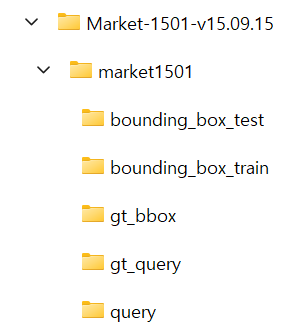 Market-1501-v15.09.15
market1501
bounding_box_test
bounding_box_train
gt_bbox
gt_query
query